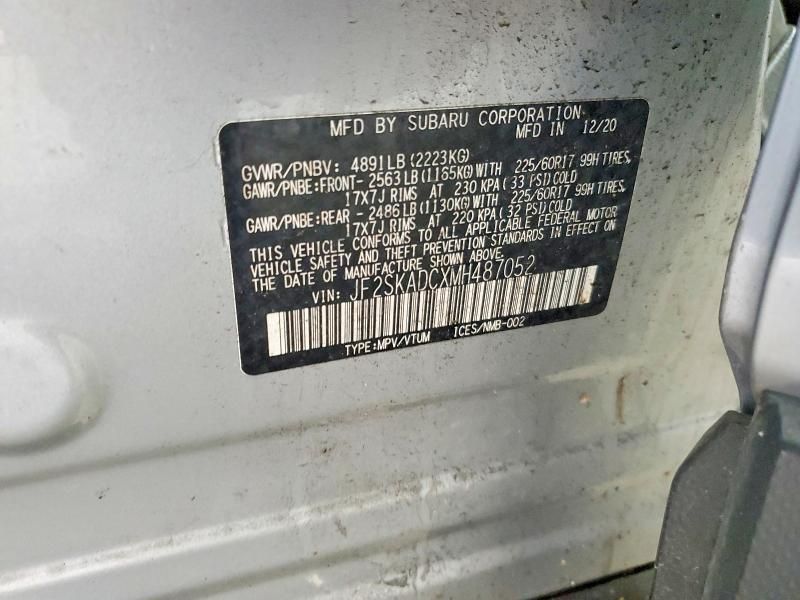 MFD BY SUBARU CORPORATION
MFD IN 12/20
GVWR/PNBV: 4891LB(2223KG)
GAWR/PNBE:FRONT- 2563LB(1165KG)WITH 225/60R17 99H TIRES,
17X7J RIMS AT 230 KPA(33 PSI)COLD
GAWR/PNBE:REAR - 2486LB(1130KG)WITH 225/60R17 99H TIRES,
17X7J RIMS AT 220 KPA(32 PSI)COLD
THIS VEHICLE CONFORMS TO ALL APPLICABLE FEDERAL MOTOR
VEHICLE SAFETY AND THEFT PREVENTION STANDARDS IN EFFECT ON
THE DATE OF MANUFACTURE SHOWN ABOVE.
VIN: JF2SKADCXMH487052
TYPE:MPV/VTUM ICES/NMB-002